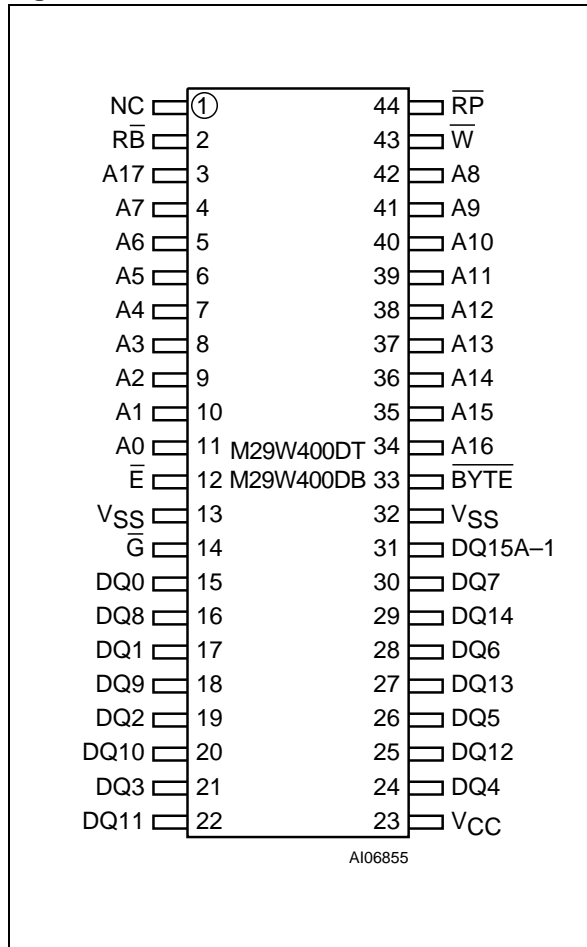 NC 1 44 R̅P̅
RB̅ 2 43 W̅
A17 3 42 A8
A7 4 41 A9
A6 5 40 A10
A5 6 39 A11
A4 7 38 A12
A3 8 37 A13
A2 9 36 A14
A1 10 35 A15
A0 11 M29W400DT 34 A16
E̅ 12 M29W400DB 33 B̅Y̅T̅E̅
VSS 13 32 VSS
G̅ 14 31 DQ15A–1
DQ0 15 30 DQ7
DQ8 16 29 DQ14
DQ1 17 28 DQ6
DQ9 18 27 DQ13
DQ2 19 26 DQ5
DQ10 20 25 DQ12
DQ3 21 24 DQ4
DQ11 22 23 VCC
AI06855